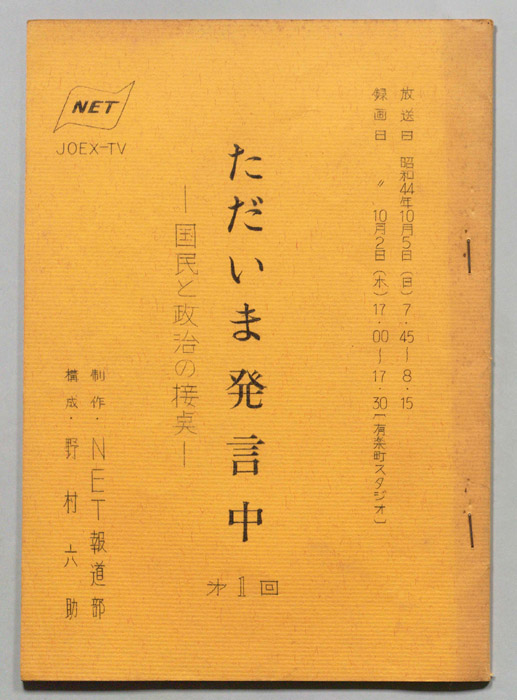 放送日 昭和44年10月5日(日)7.45〜8.15
録画日 〃 10月2日(木)17.00〜17.30(有楽町スタジオ)
ただいま発言中
―国民と政治の接点―
第1回
NET
JOEX-TV
制作・NET報道部
構成・野村六助